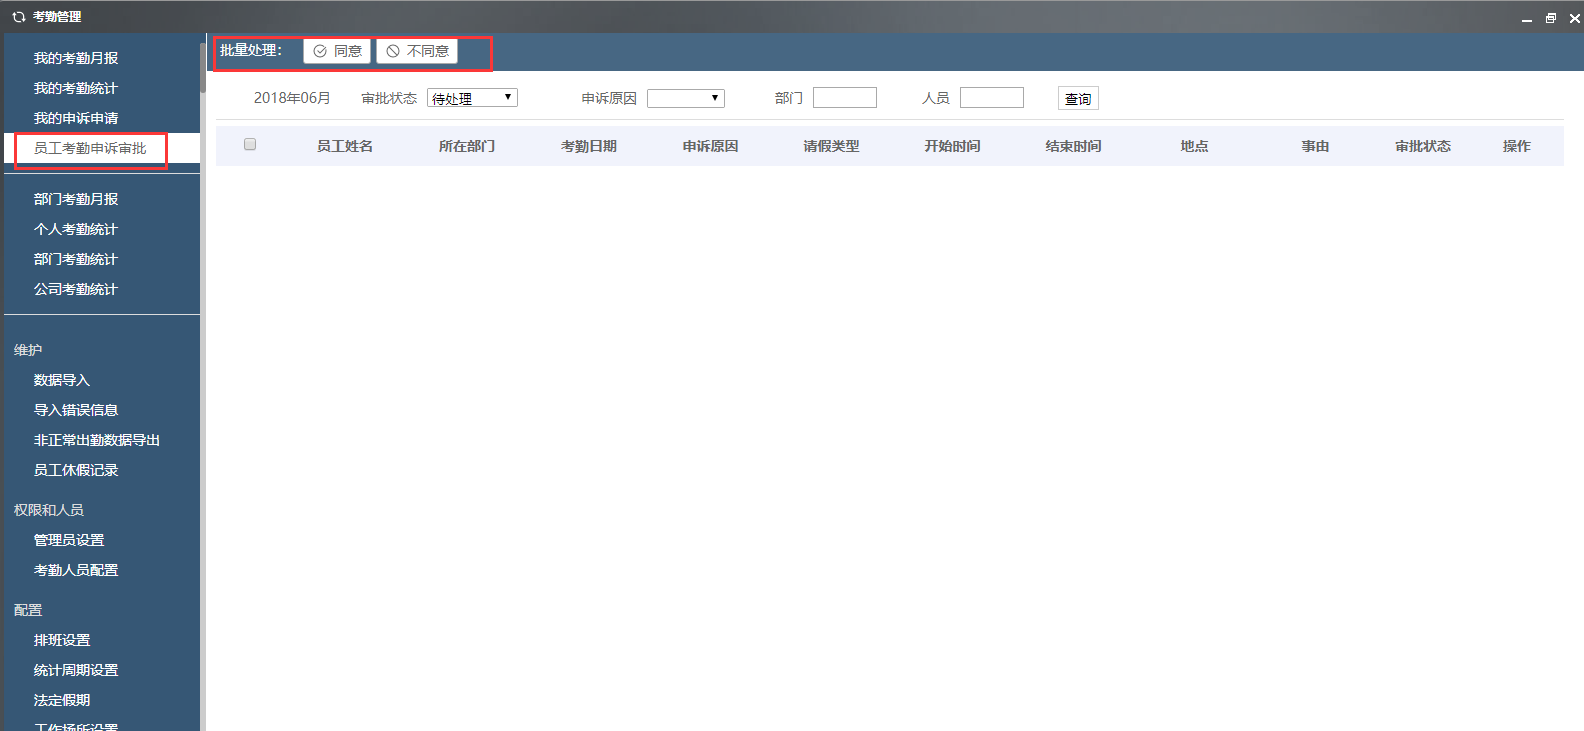 考勤管理
我的考勤月报
我的考勤统计
我的申诉申请
员工考勤申诉审批
部门考勤月报
个人考勤统计
部门考勤统计
公司考勤统计
维护
数据导入
导入错误信息
非正常出勤数据导出
员工休假记录
权限和人员
管理员设置
考勤人员配置
配置
排班设置
统计周期设置
法定假期
工作场所设置
批量处理： 同意 不同意
2018年06月 审批状态 待处理 申诉原因 部门 人员 查询
员工姓名 所在部门 考勤日期 申诉原因 请假类型 开始时间 结束时间 地点 事由 审批状态 操作